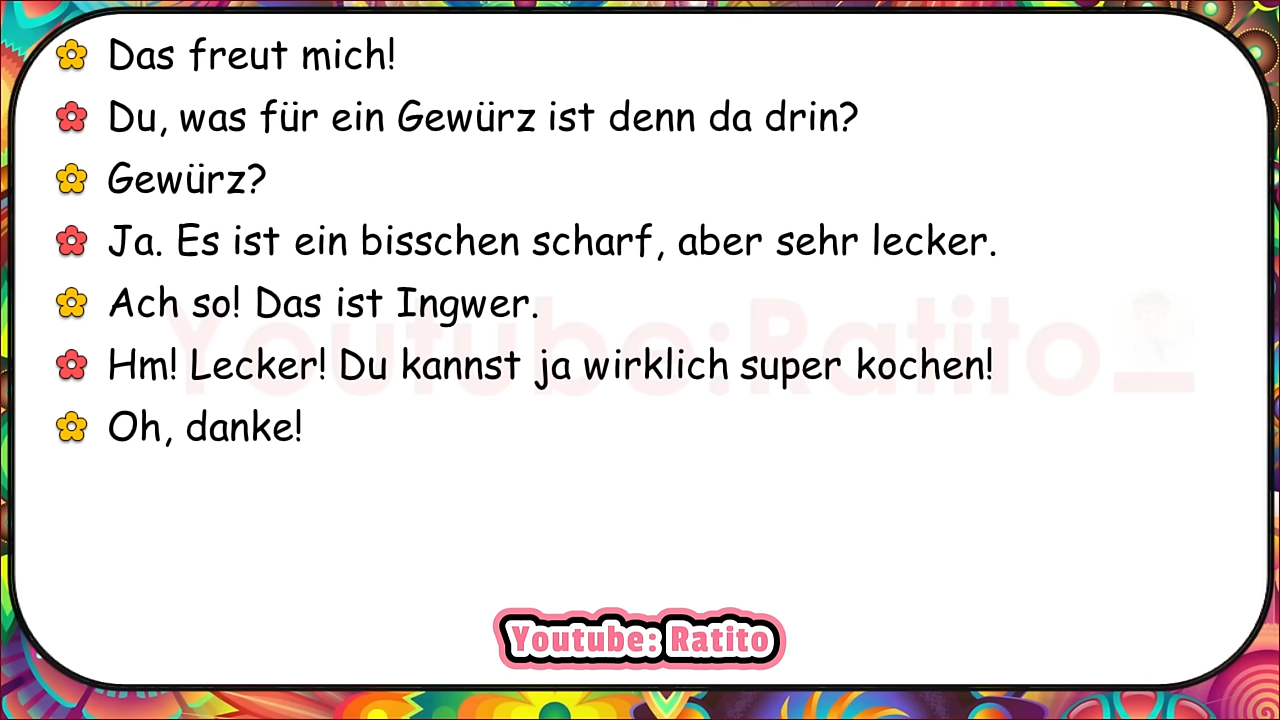 Das freut mich!
Du, was für ein Gewürz ist denn da drin?
Gewürz?
Ja. Es ist ein bisschen scharf, aber sehr lecker.
Ach so! Das ist Ingwer.
Hm! Lecker! Du kannst ja wirklich super kochen!
Oh, danke!
Youtube:Ratito
Youtube: Ratito